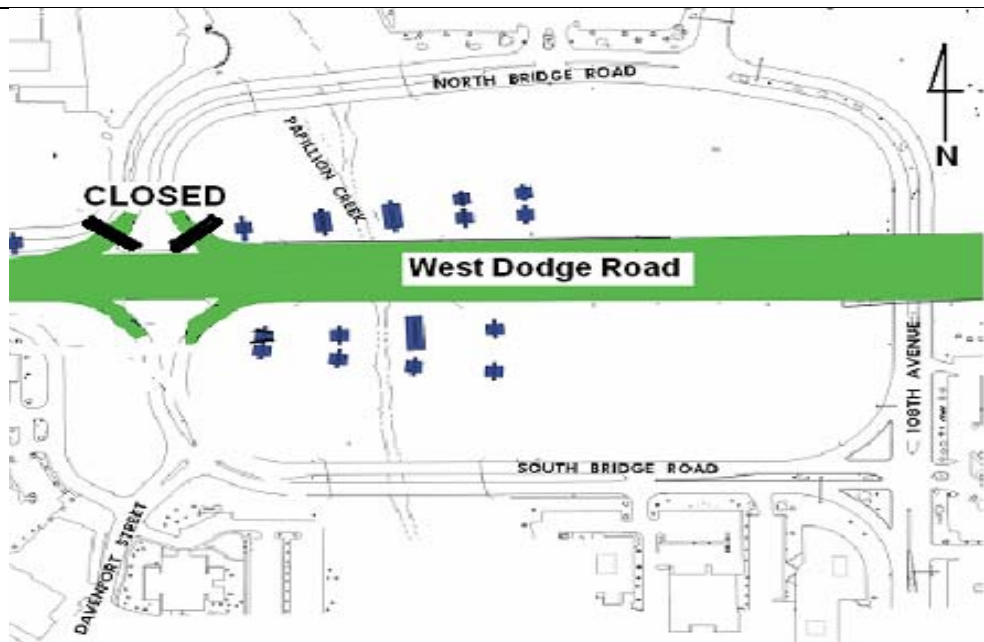 NORTH BRIDGE ROAD
N
PAPILLION CREEK
CLOSED
West Dodge Road
108TH AVENUE
SOUTH BRIDGE ROAD
DAVENPORT STREET